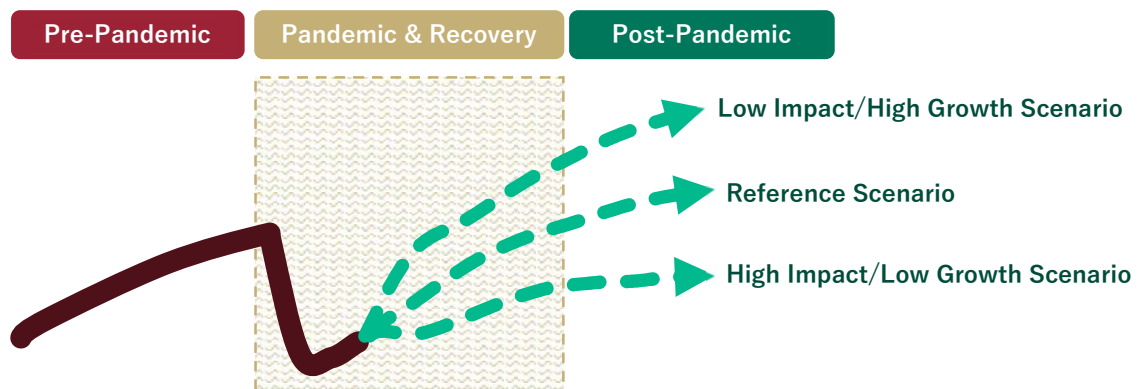 Pre-Pandemic
Pandemic & Recovery
Post-Pandemic
Low Impact/High Growth Scenario
Reference Scenario
High Impact/Low Growth Scenario